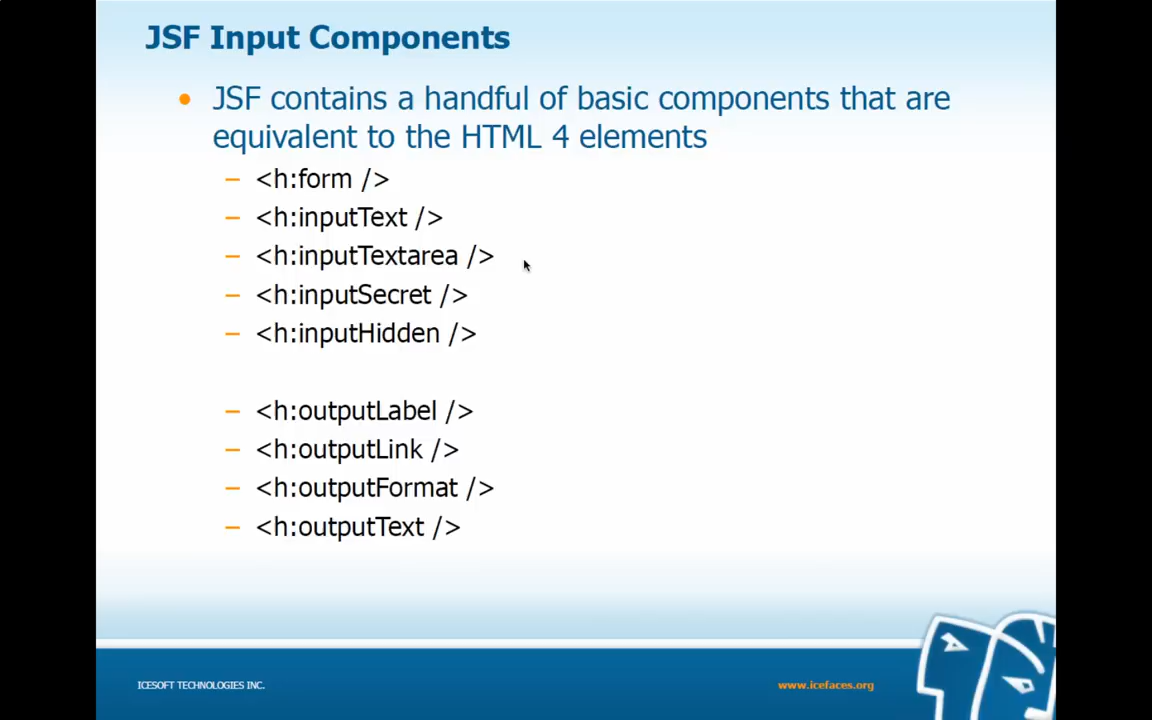 JSF Input Components
• JSF contains a handful of basic components that are
equivalent to the HTML 4 elements
– <h:form />
– <h:inputText />
– <h:inputTextarea />
– <h:inputSecret />
– <h:inputHidden />
– <h:outputLabel />
– <h:outputLink />
– <h:outputFormat />
– <h:outputText />
ICESOFT TECHNOLOGIES INC.
www.icefaces.org